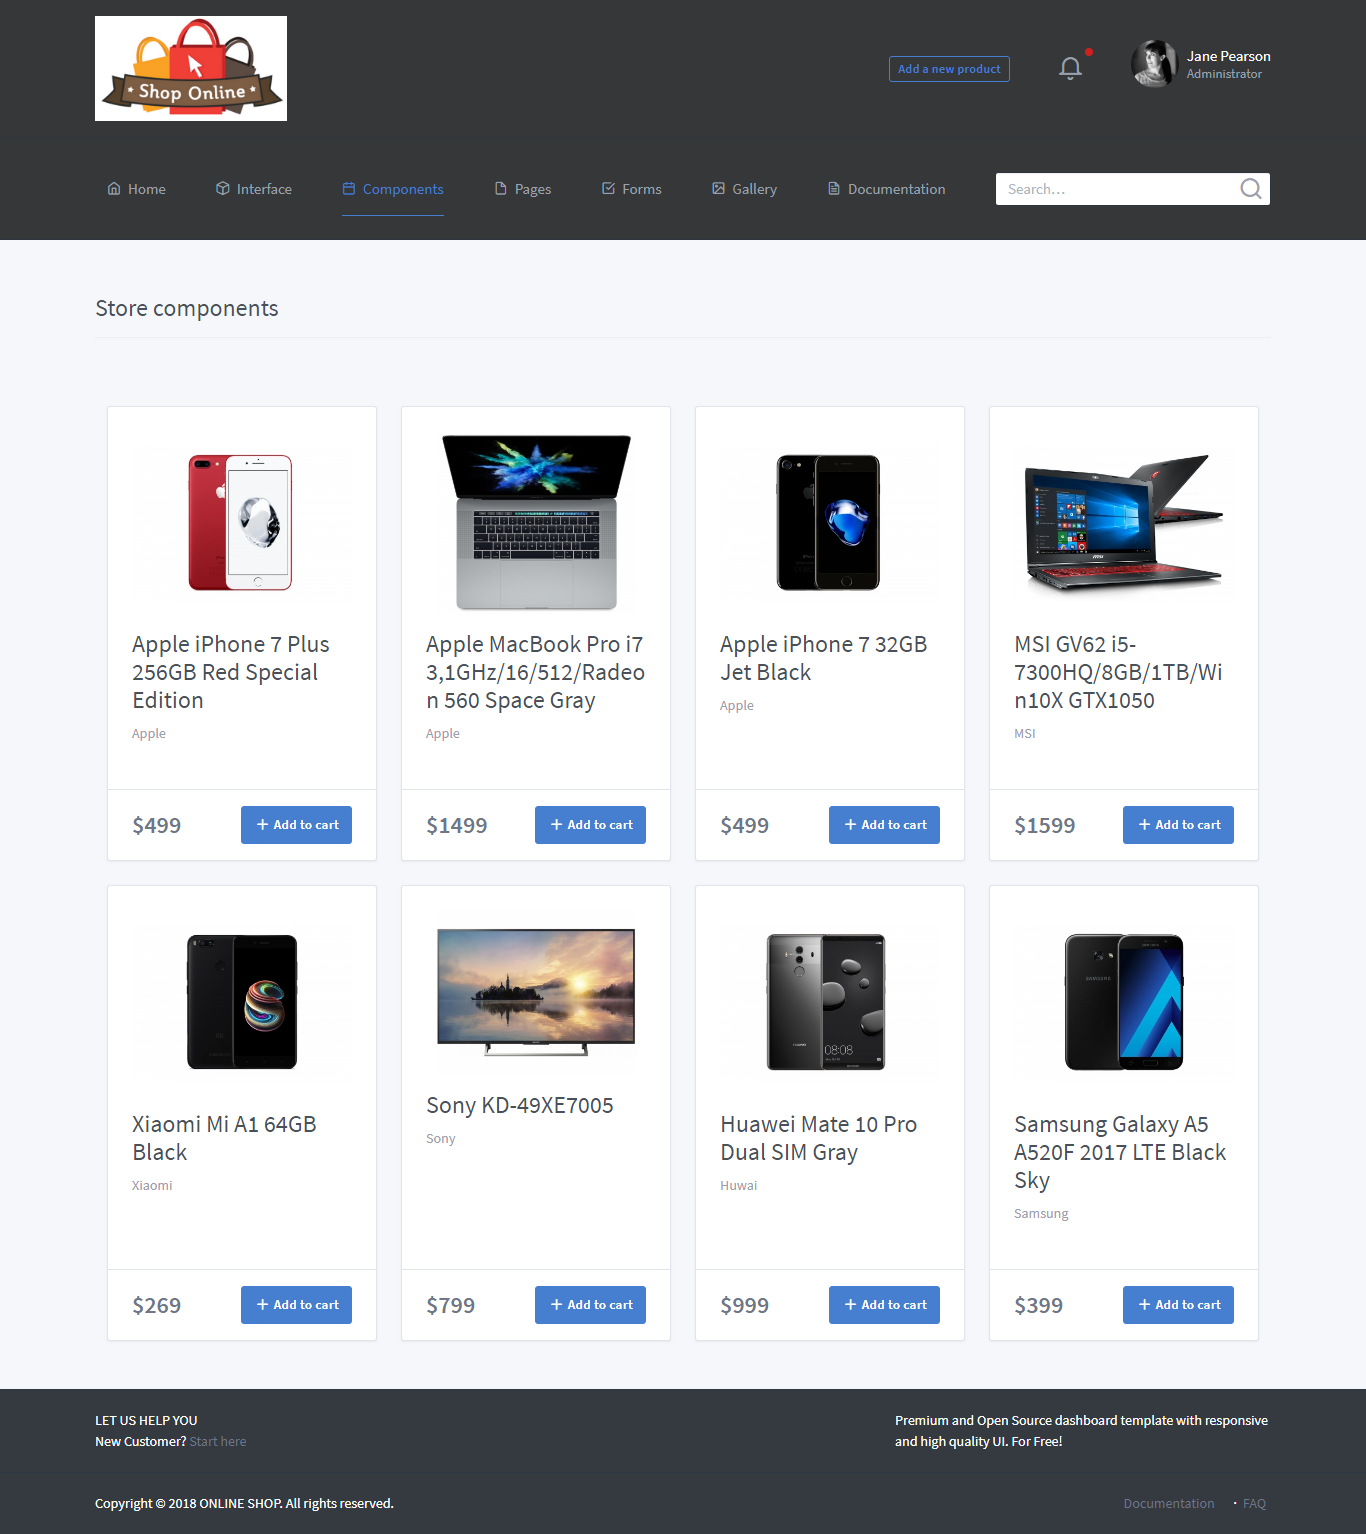 Shop Online
Add a new product
Jane Pearson
Administrator
Home
Interface
Components
Pages
Forms
Gallery
Documentation
Search...
Store components
Apple iPhone 7 Plus
256GB Red Special
Edition
Apple
$499
Add to cart
Apple MacBook Pro i7
3,1GHz/16/512/Radeo
n 560 Space Gray
Apple
$1499
Add to cart
Apple iPhone 7 32GB
Jet Black
Apple
$499
Add to cart
MSI GV62 i5-
7300HQ/8GB/1TB/Wi
n10X GTX1050
MSI
$1599
Add to cart
Xiaomi Mi A1 64GB
Black
Xiaomi
$269
Add to cart
Sony KD-49XE7005
Sony
$799
Add to cart
08:08
Huawei Mate 10 Pro
Dual SIM Gray
Huwai
$999
Add to cart
SAMSUNG
Samsung Galaxy A5
A520F 2017 LTE Black
Sky
Samsung
$399
Add to cart
LET US HELP YOU
New Customer? Start here
Premium and Open Source dashboard template with responsive
and high quality UI. For Free!
Copyright © 2018 ONLINE SHOP. All rights reserved.
Documentation · FAQ